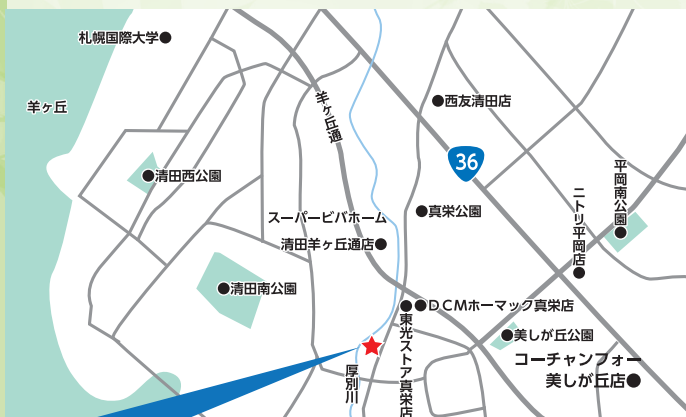 札幌国際大学●
羊ヶ丘
羊ヶ丘通
●西友清田店
36
●清田西公園
平岡南公園
ニトリ平岡店
●真栄公園
スーパービバホーム
清田羊ヶ丘通店●
●清田南公園
●DCMホーマック真栄店
東光ストア真栄店
●美しが丘公園
コーチャンフォー
美しが丘店●
厚別川